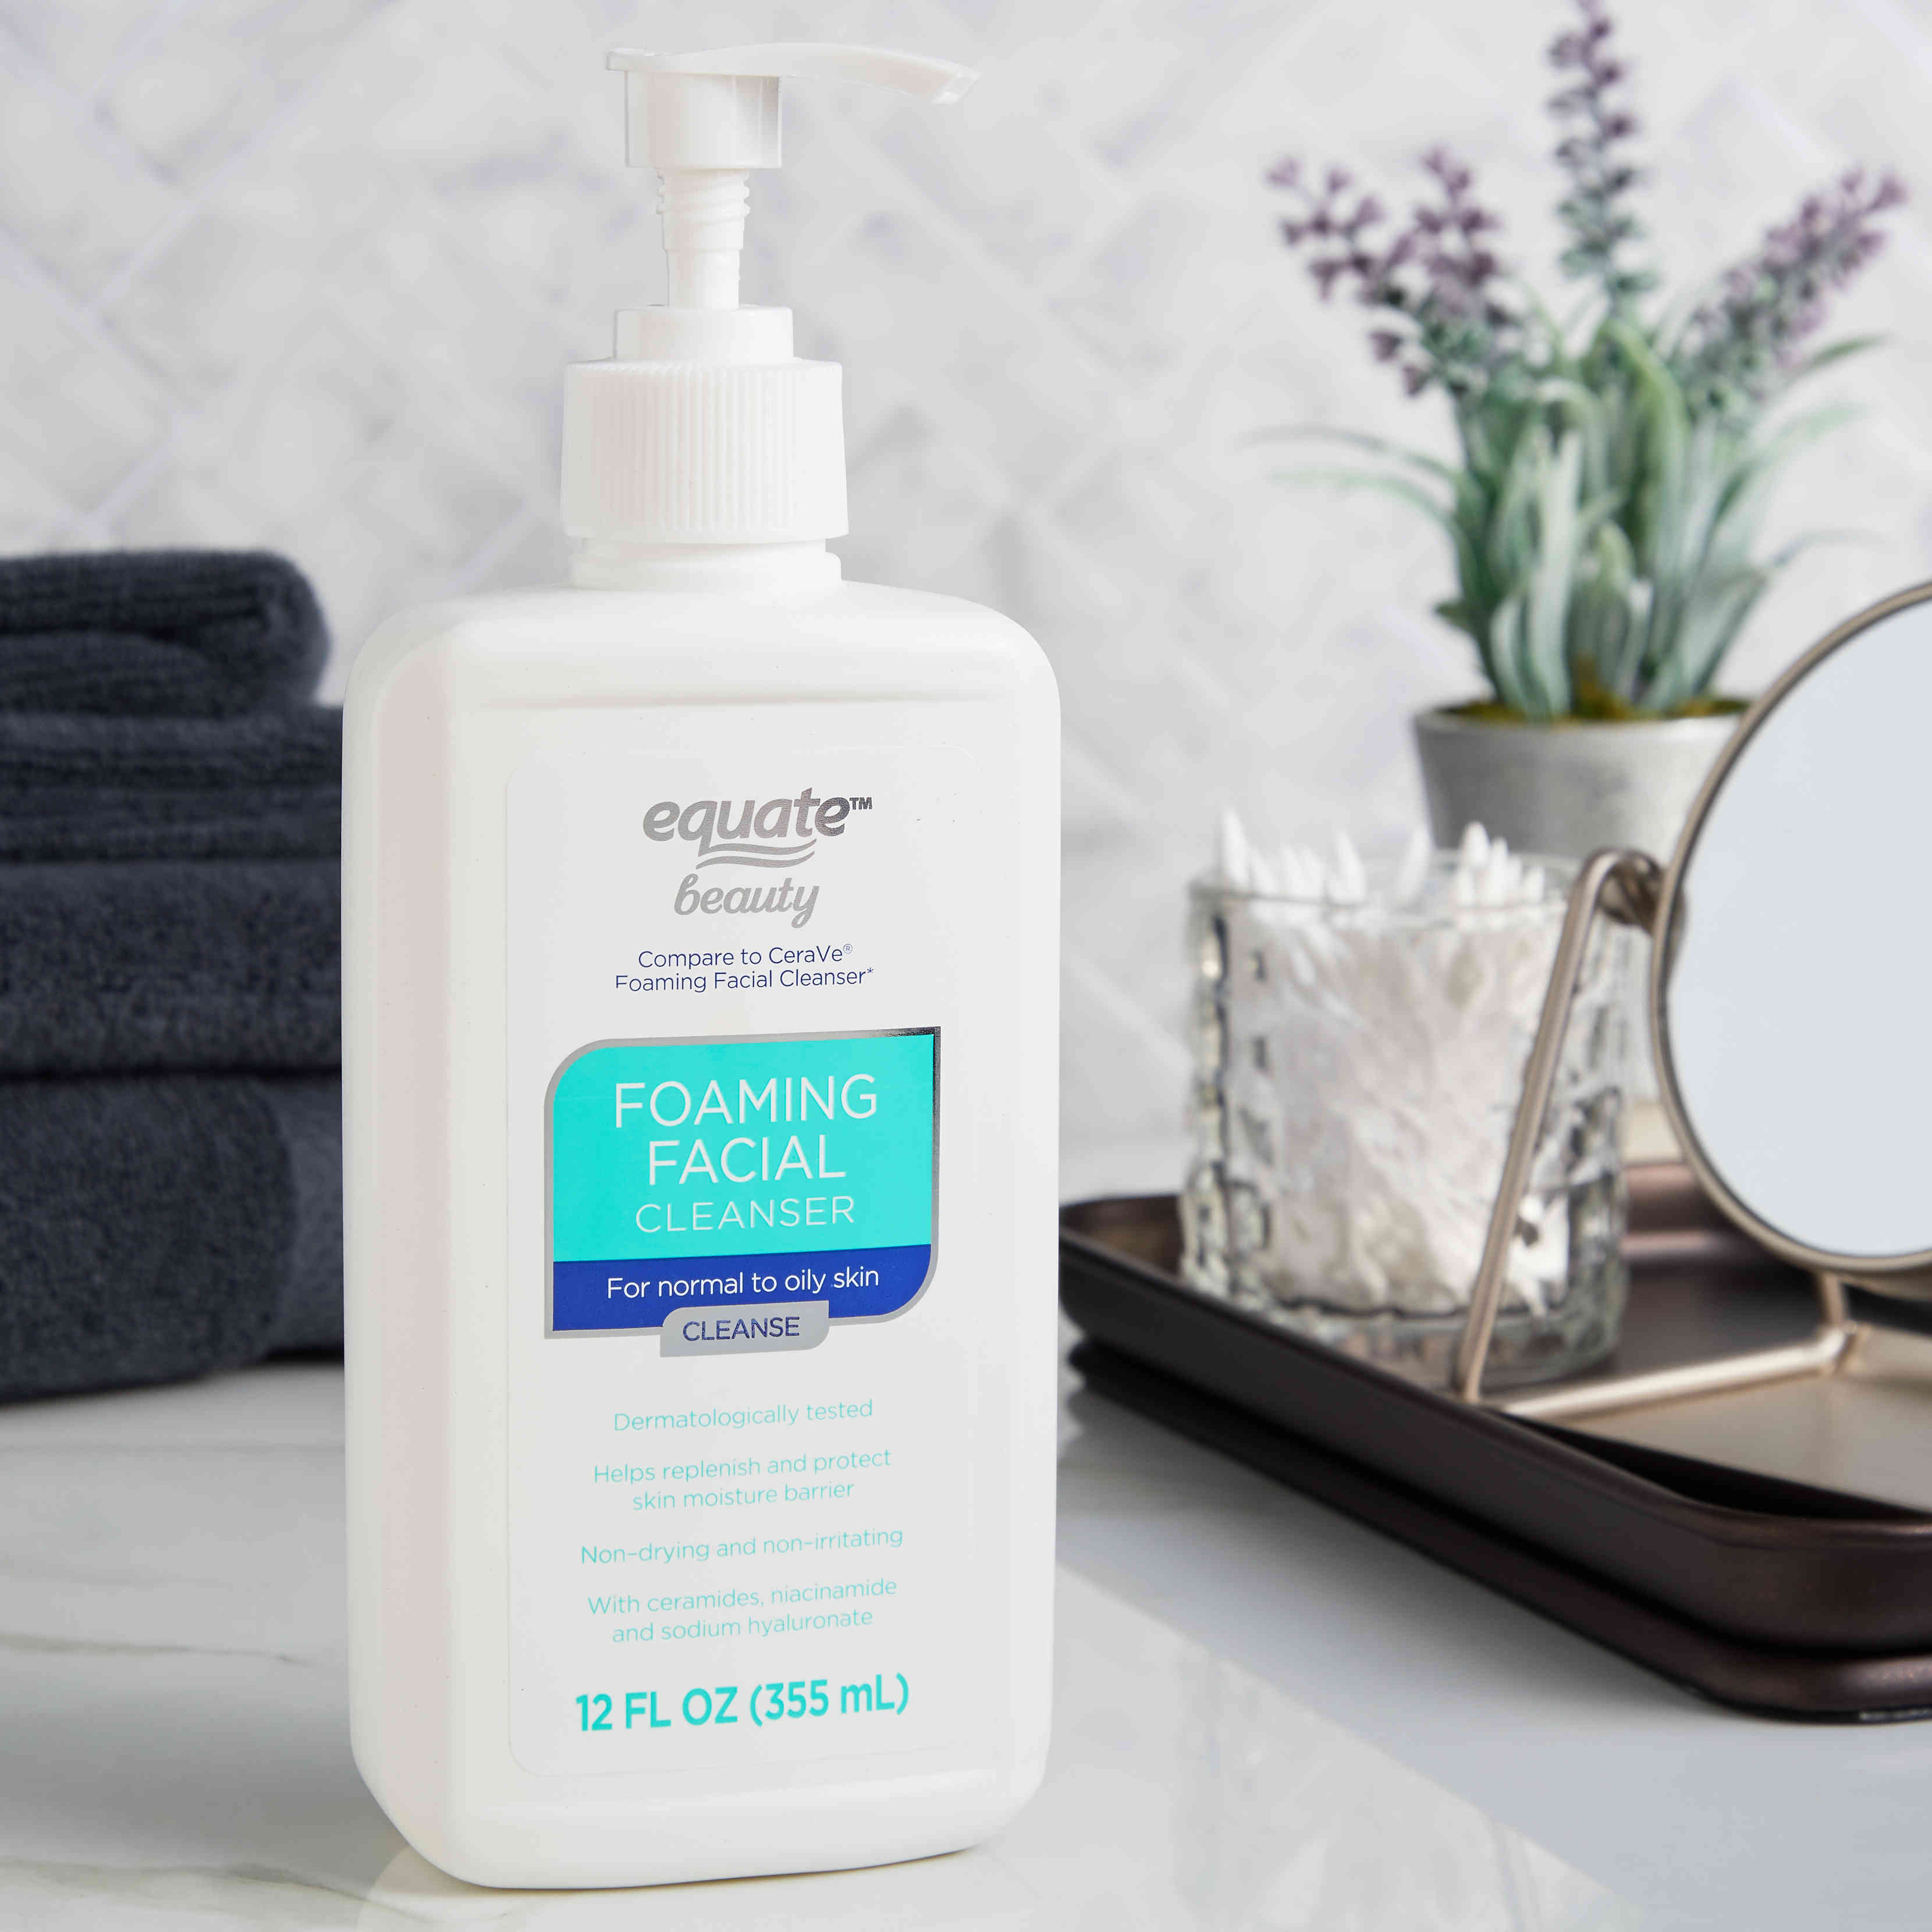 equate™
beauty
Compare to CeraVe®
Foaming Facial Cleanser*
FOAMING
FACIAL
CLEANSER
For normal to oily skin
CLEANSE
Dermatologically tested
Helps replenish and protect
skin moisture barrier
Non-drying and non-irritating
With ceramides, niacinamide
and sodium hyaluronate
12 FL OZ (355 mL)